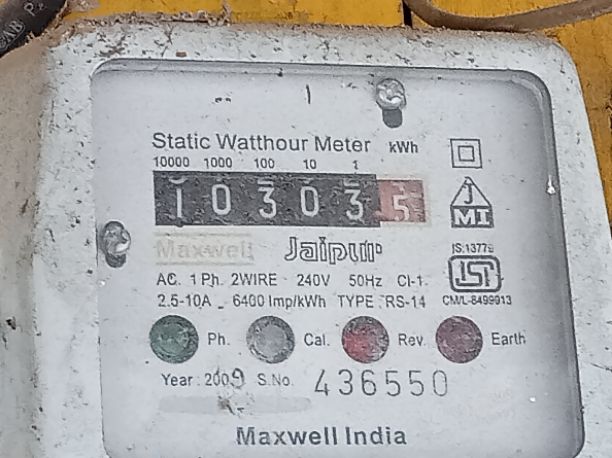 Static Watthour Meter kWh
10000 1000 100 10 1
1 0 3 0 3 5
MI
Maxwell Jaipur
IS:13779
ISI
AC. 1 Ph. 2WIRE 240V 50Hz Cl-1
2.5-10A 6400 Imp/kWh TYPE RS-14 CM/L-8499913
Ph. Cal. Rev. Earth
Year: 2009 S.No. 436550
Maxwell India